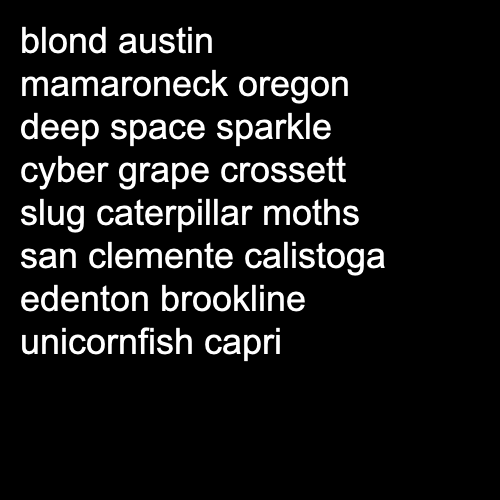 blond austin
mamaroneck oregon
deep space sparkle
cyber grape crossett
slug caterpillar moths
san clemente calistoga
edenton brookline
unicornfish capri